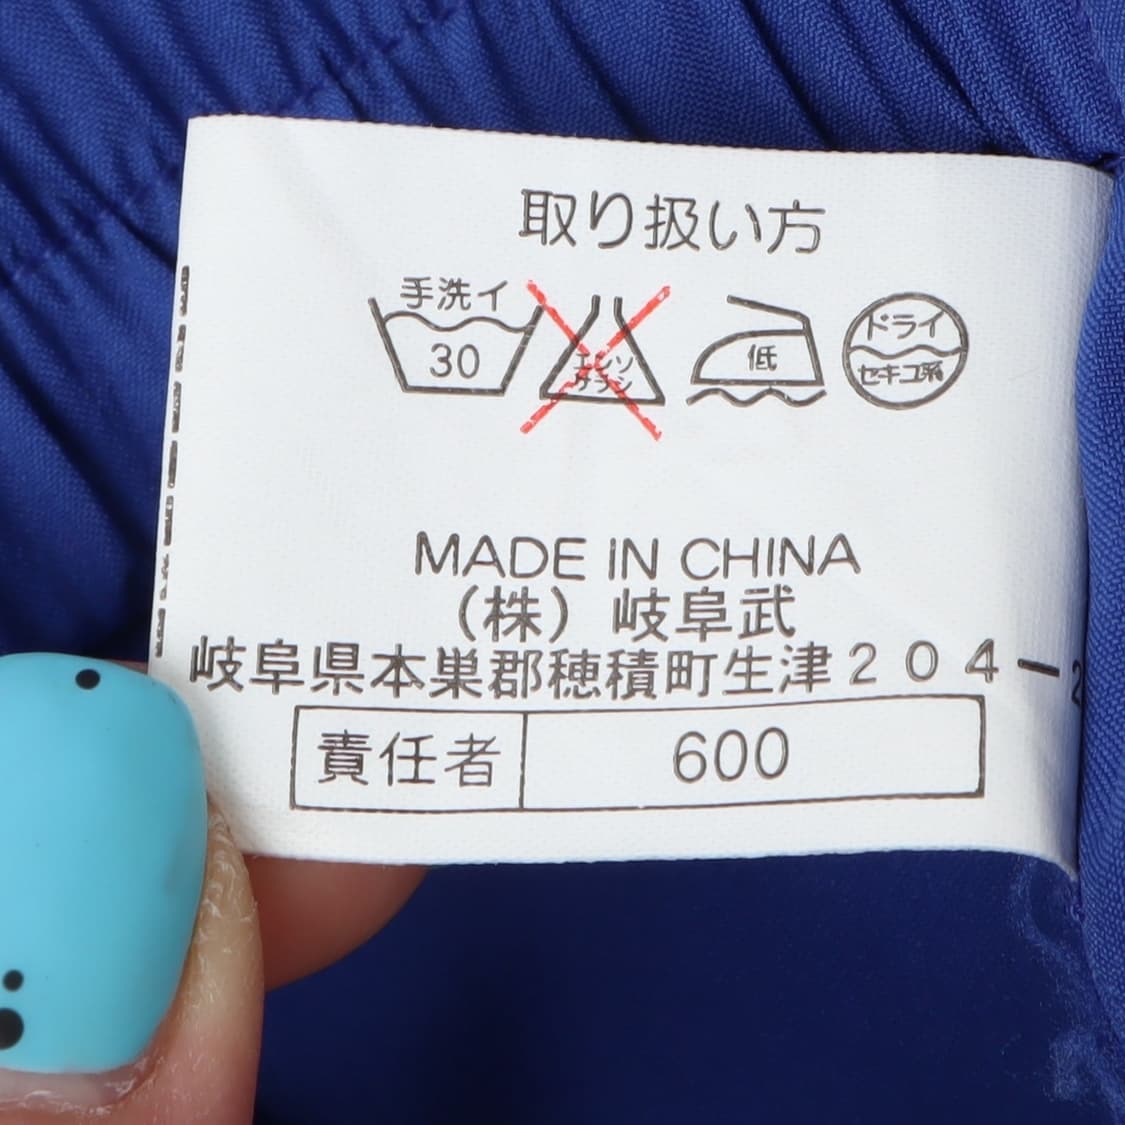 取り扱い方
手洗イ
30
エンソ
サラシ
低
ドライ
セキユ系
MADE IN CHINA
（株）岐阜武
岐阜県本巣郡穂積町生津２０４ー2
責任者 600